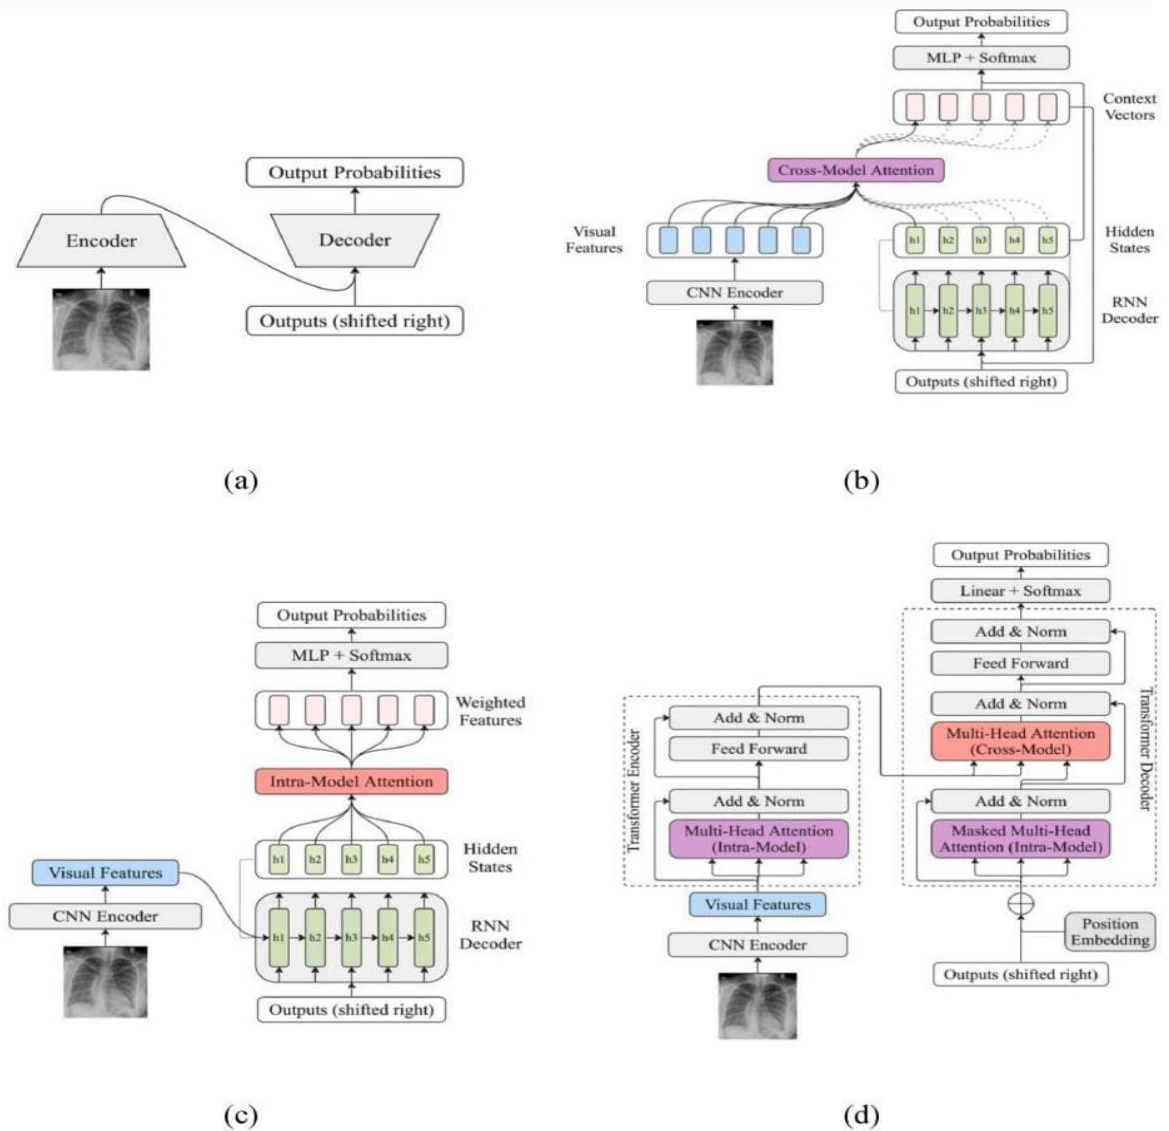 Output Probabilities
Encoder
Decoder
Outputs (shifted right)
(a)
Output Probabilities
MLP + Softmax
Context
Vectors
Cross-Model Attention
Visual
Features
h1 h2 h3 h4 h5
Hidden
States
CNN Encoder
h1 h2 h3 h4 h5
RNN
Decoder
Outputs (shifted right)
(b)
Output Probabilities
MLP + Softmax
Weighted
Features
Intra-Model Attention
h1 h2 h3 h4 h5
Hidden
States
Visual Features
CNN Encoder
h1 h2 h3 h4 h5
RNN
Decoder
Outputs (shifted right)
(c)
Output Probabilities
Linear + Softmax
Add & Norm
Feed Forward
Add & Norm
Multi-Head Attention
(Cross-Model)
Add & Norm
Masked Multi-Head
Attention (Intra-Model)
Transformer Decoder
Transformer Encoder
Add & Norm
Feed Forward
Add & Norm
Multi-Head Attention
(Intra-Model)
Visual Features
CNN Encoder
Position
Embedding
Outputs (shifted right)
(d)